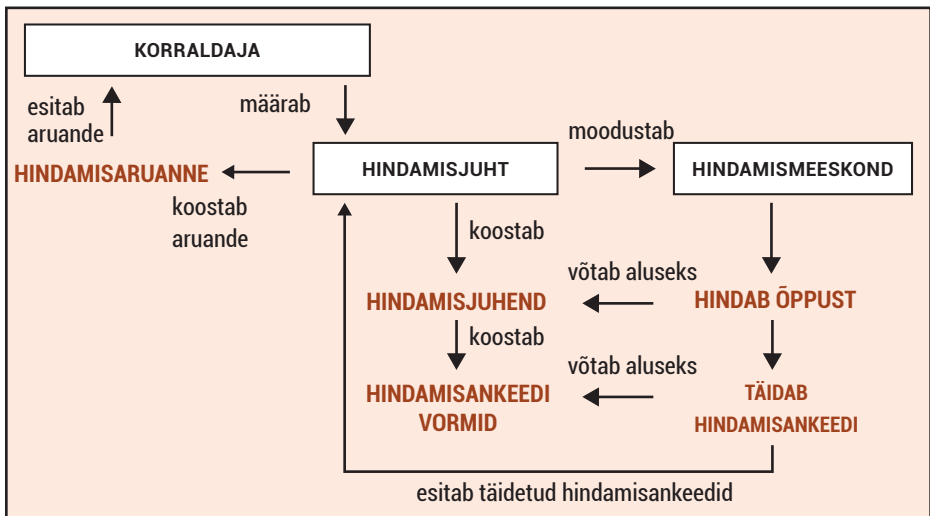 KORRALDAJA
esitab
aruande
määrab
moodustab
HINDAMISARUANNE
HINDAMISJUHT
HINDAMISMEESKOND
koostab
aruande
koostab
võtab aluseks
HINDAMISJUHEND
HINDAB ÕPPUST
koostab
võtab aluseks
HINDAMISANKEEDI
VORMID
TÄIDAB
HINDAMISANKEEDI
esitab täidetud hindamisankeedid